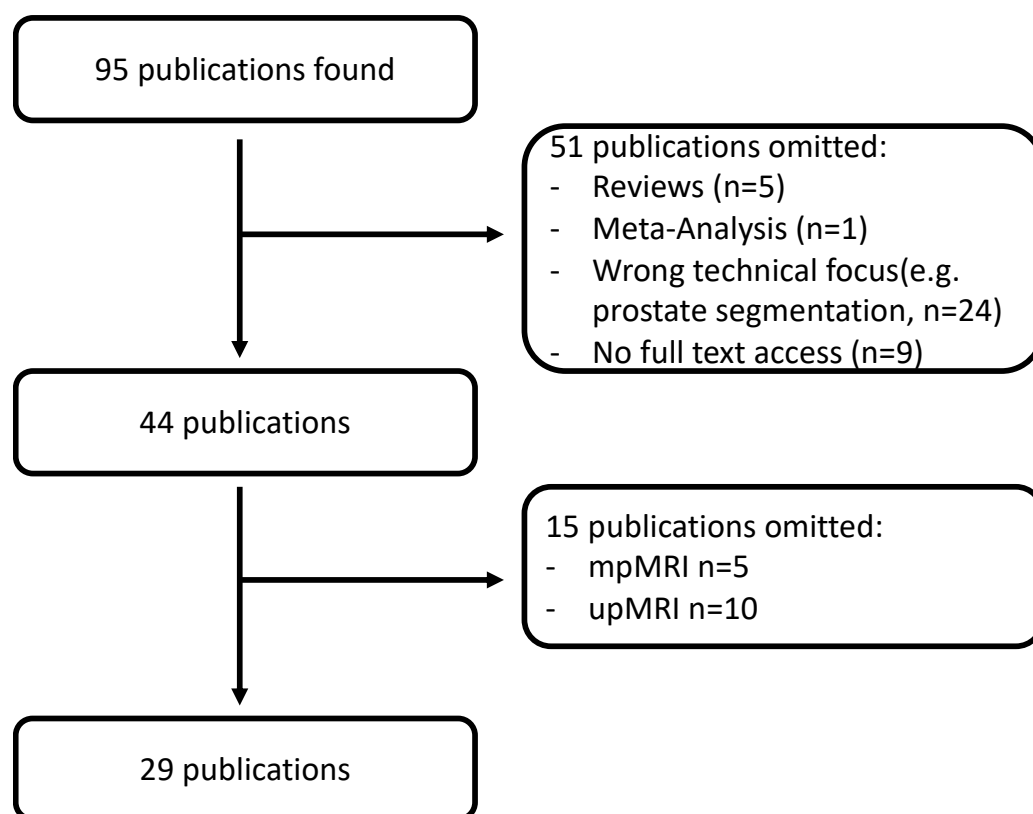 95 publications found
51 publications omitted:
- Reviews (n=5)
- Meta-Analysis (n=1)
- Wrong technical focus(e.g.
prostate segmentation, n=24)
- No full text access (n=9)
44 publications
15 publications omitted:
- mpMRI n=5
- upMRI n=10
29 publications